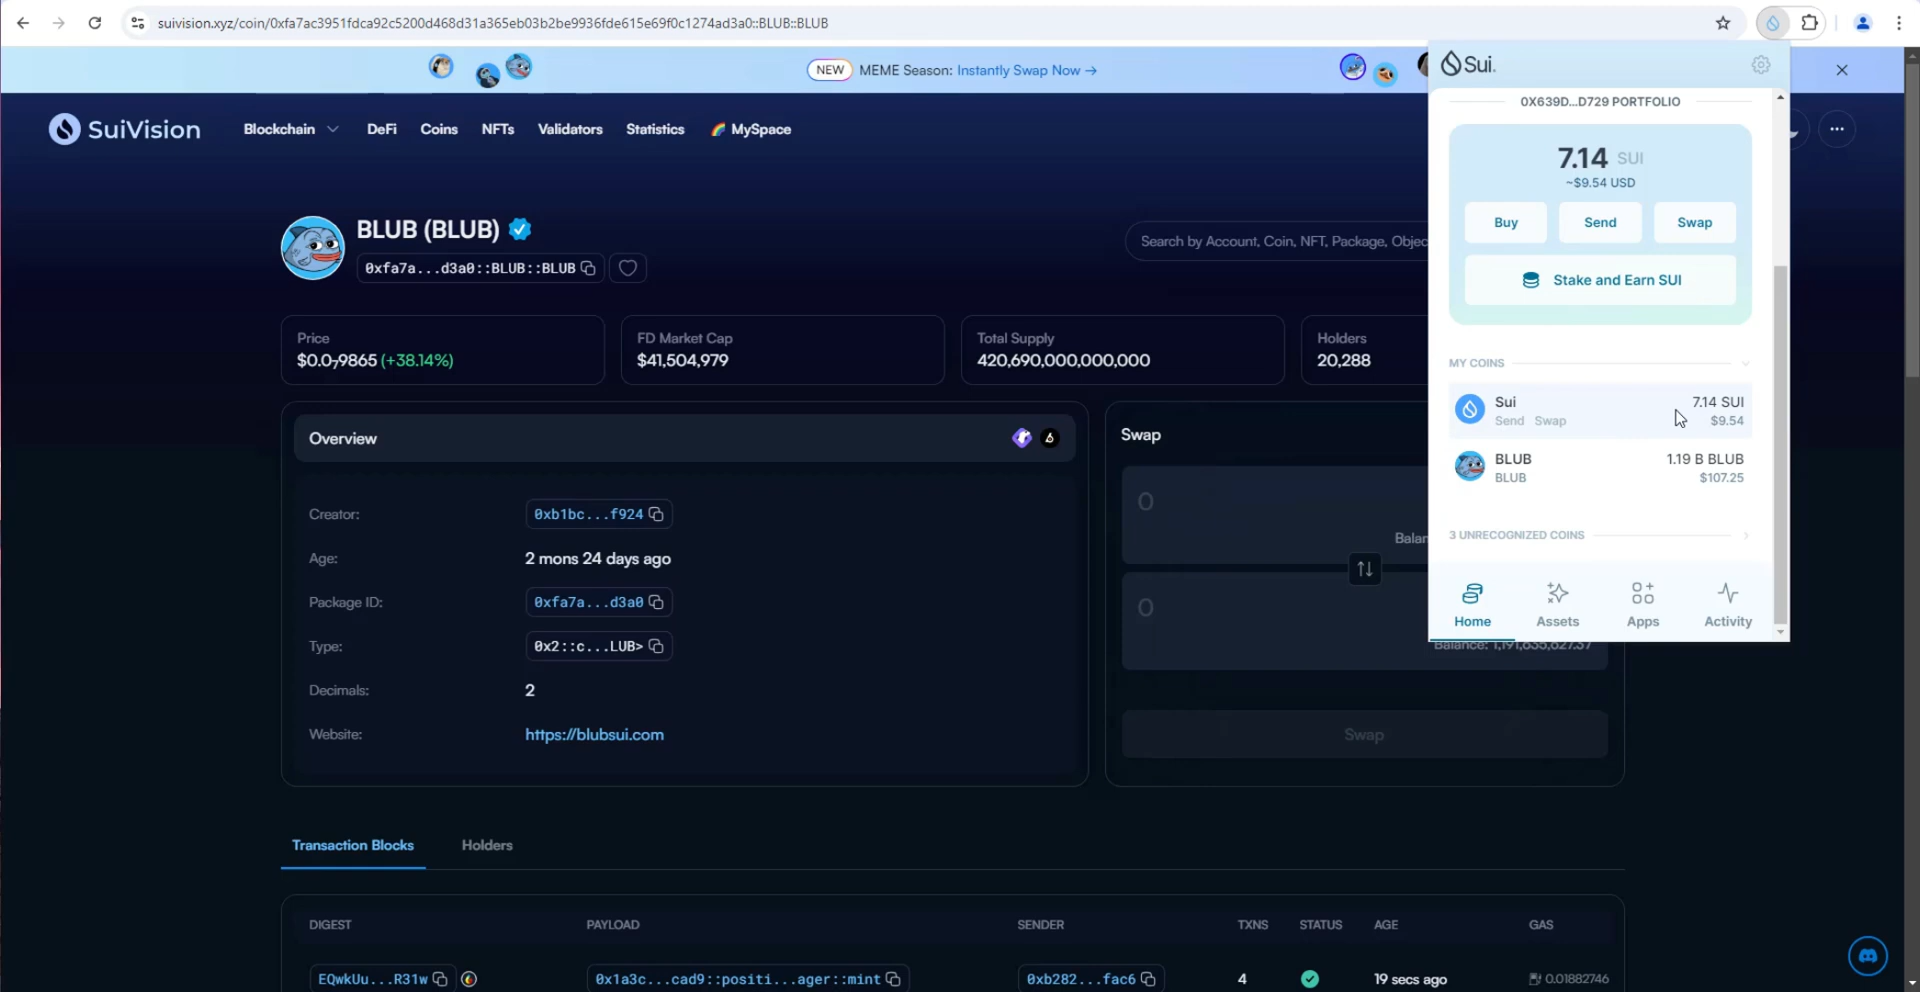 suivision.xyz/coin/0xfa7ac3951fdca92c5200d468d31a365eb03b2be9936fde615e69f0c1274ad3a0::BLUB::BLUB
NEW MEME Season: Instantly Swap Now →
SuiVision
Blockchain
DeFi
Coins
NFTs
Validators
Statistics
MySpace
BLUB (BLUB)
0xfa7a...d3a0::BLUB::BLUB
Search by Account, Coin, NFT, Package, Objec
Price
$0.0₇9865 (+38.14%)
FD Market Cap
$41,504,979
Total Supply
420,690,000,000,000
Holders
20,288
Overview
Creator: 0xb1bc...f924
Age: 2 mons 24 days ago
Package ID: 0xfa7a...d3a0
Type: 0x2::c...LUB>
Decimals: 2
Website: https://blubsui.com
Swap
0
Balan
0
Balance: 1,191,635,627.37
Swap
Sui
0X639D...D729 PORTFOLIO
7.14 SUI
~$9.54 USD
Buy
Send
Swap
Stake and Earn SUI
MY COINS
Sui 7.14 SUI
Send Swap $9.54
BLUB 1.19 B BLUB
BLUB $107.25
3 UNRECOGNIZED COINS
Home
Assets
Apps
Activity
Transaction Blocks
Holders
DIGEST PAYLOAD SENDER TXNS STATUS AGE GAS
EQwkUu...R31w 0x1a3c...cad9::positi...ager::mint 0xb282...fac6 4 19 secs ago 0.01882746